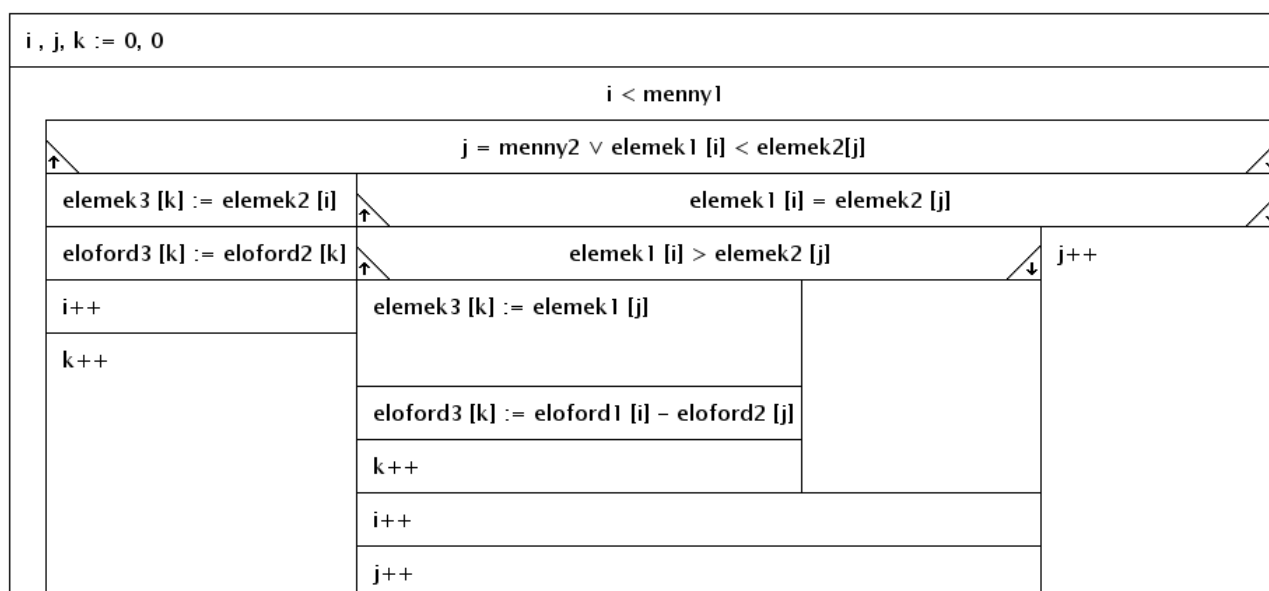 i , j, k := 0, 0
i < menny1
j = menny2 ∨ elemek1 [i] < elemek2[j]
elemek3 [k] := elemek2 [i]
elemek1 [i] = elemek2 [j]
eloford3 [k] := eloford2 [k]
elemek1 [i] > elemek2 [j]
j++
i++
elemek3 [k] := elemek1 [j]
k++
eloford3 [k] := eloford1 [i] - eloford2 [j]
k++
i++
j++